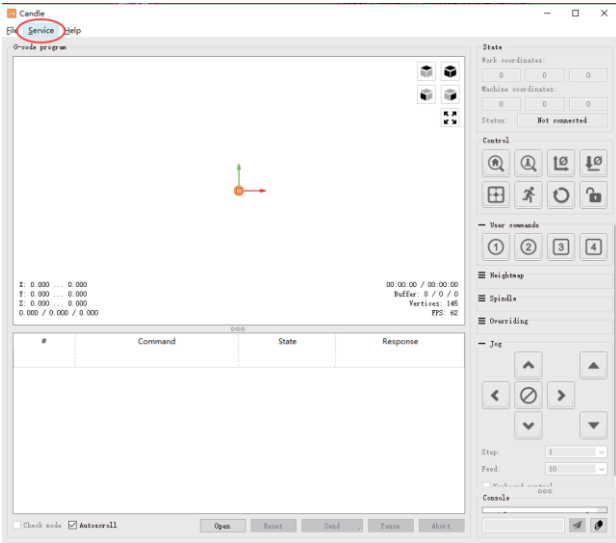 Candle
File Service Help
G-code program
X: 0.000 ... 0.000
Y: 0.000 ... 0.000
Z: 0.000 ... 0.000
0.000 / 0.000 / 0.000
00:00:00 / 00:00:00
Buffer: 0 / 0 / 0
Vertices: 145
FPS: 62
# Command State Response
Check mode Autoscroll Open Reset Send Pause Abort
State
Work coordinates:
0 0 0
Machine coordinates:
0 0 0
Status: Not connected
Control
User commands
1 2 3 4
Heightmap
Spindle
Overriding
Jog
Step: 1
Feed: 10
Keyboard control
Console